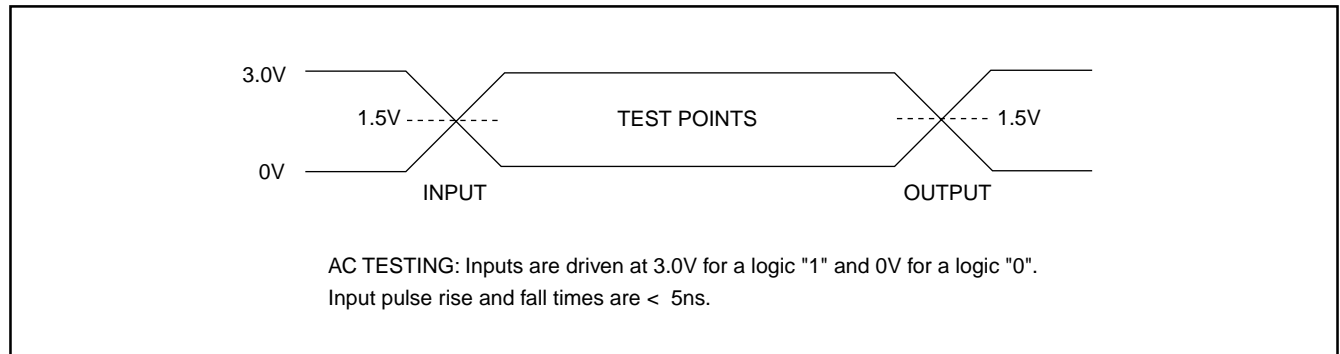 3.0V
1.5V TEST POINTS 1.5V
0V
INPUT OUTPUT
AC TESTING: Inputs are driven at 3.0V for a logic "1" and 0V for a logic "0".
Input pulse rise and fall times are < 5ns.